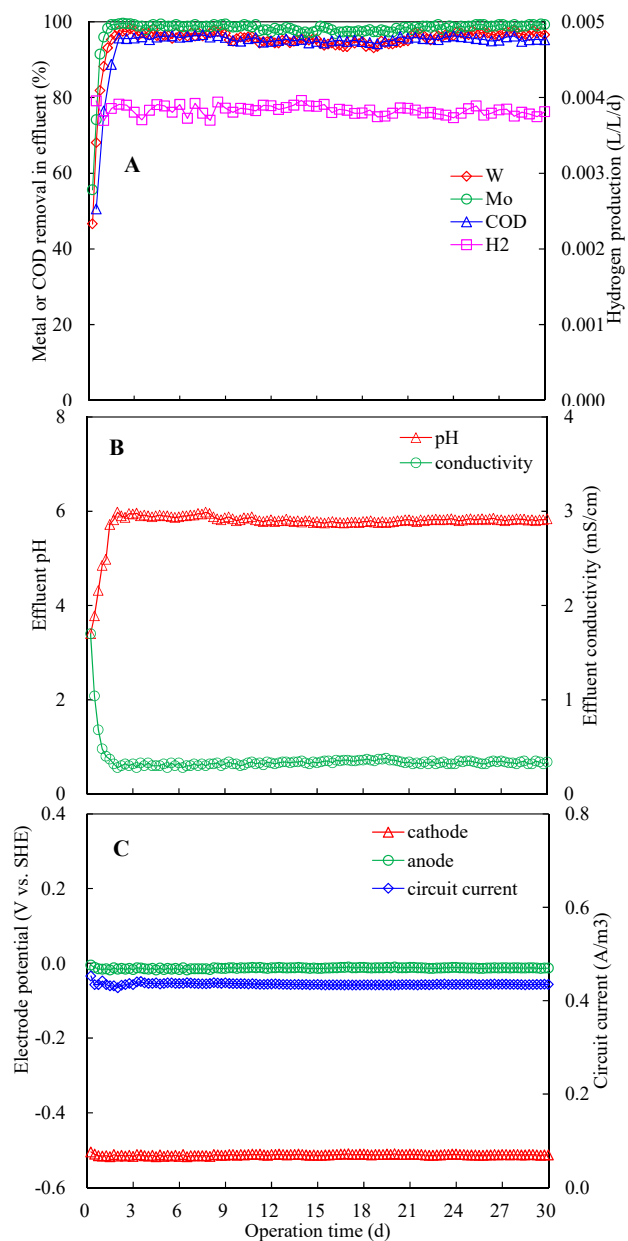 100
80
60
40
20
0
Metal or COD removal in effluent (%)
0.005
0.004
0.003
0.002
0.001
0.000
Hydrogen production (L/L/d)
A
W
Mo
COD
H2
8
6
4
2
0
Effluent pH
4
3
2
1
0
Effluent conductivity (mS/cm)
B
pH
conductivity
0.4
0.2
0.0
-0.2
-0.4
-0.6
Electrode potential (V vs. SHE)
0.8
0.6
0.4
0.2
0.0
Circuit current (A/m3)
C
cathode
anode
circuit current
0 3 6 9 12 15 18 21 24 27 30
Operation time (d)